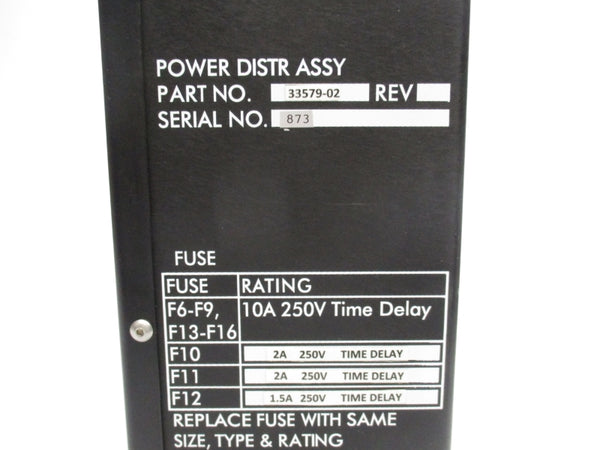 POWER DISTR ASSY
PART NO. 33579-02 REV
SERIAL NO. 873
FUSE
FUSE RATING
F6-F9, 10A 250V Time Delay
F13-F16
F10 2A 250V TIME DELAY
F11 2A 250V TIME DELAY
F12 1.5A 250V TIME DELAY
REPLACE FUSE WITH SAME
SIZE, TYPE & RATING